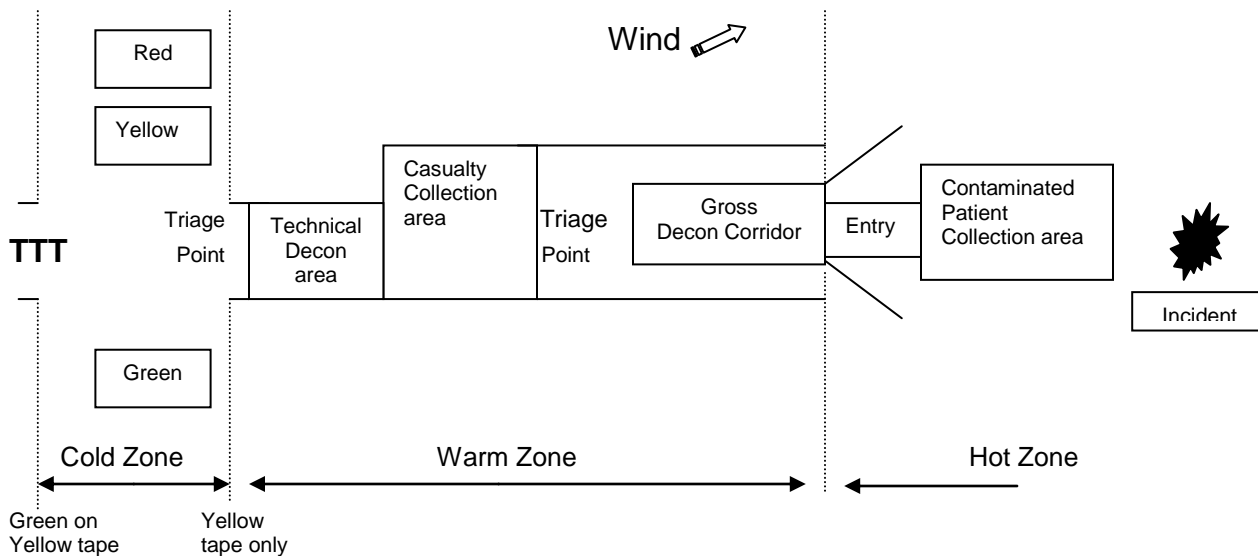 Red
Wind
Yellow
Casualty
Collection
area
Contaminated
Patient
Collection area
Gross
Decon Corridor
Entry
Triage
Point
Technical
Decon
area
Triage
Point
TTT
Incident
Green
Cold Zone
Warm Zone
Hot Zone
Green on
Yellow tape
Yellow
tape only